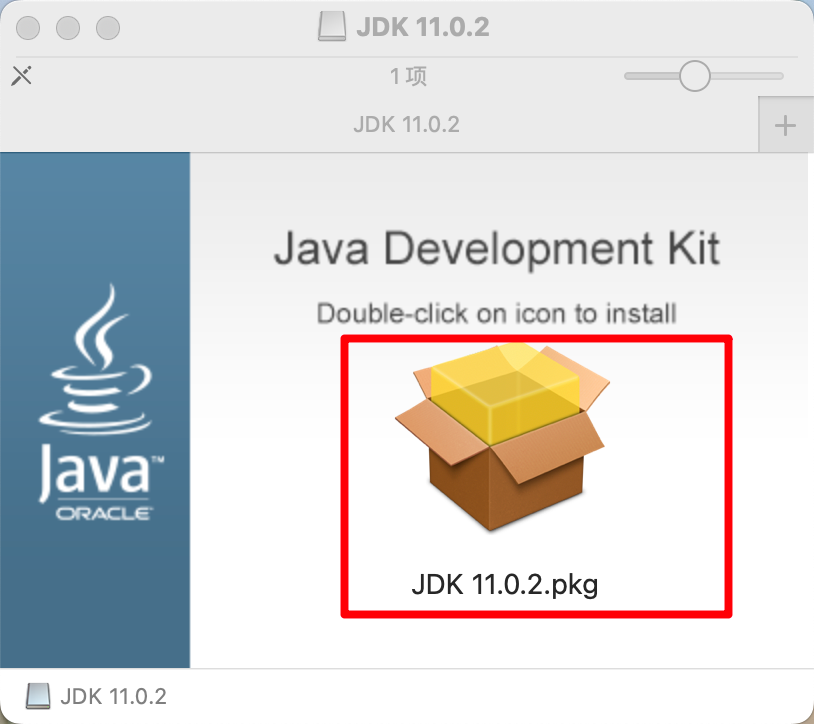 JDK 11.0.2
1 项
JDK 11.0.2
Java Development Kit
Double-click on icon to install
Java™
ORACLE
JDK 11.0.2.pkg
JDK 11.0.2